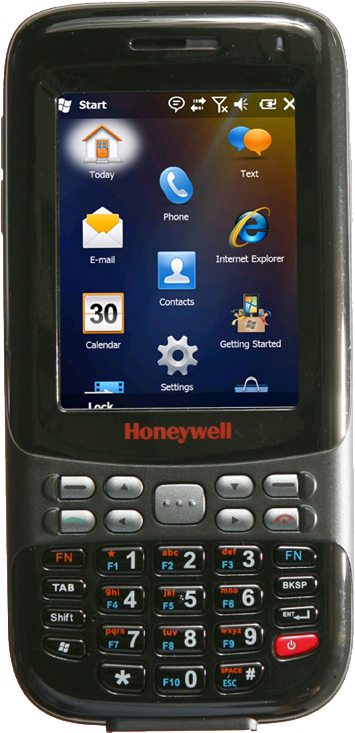 Start
Today
Text
Phone
E-mail
Internet Explorer
Contacts
30
Calendar
Getting Started
Settings
Lock
Honeywell
FN * F1 1 abc F2 2 def F3 3 FN
TAB ghi F4 4 jkl F5 5 mno F6 6 BKSP
Shift pqrs F7 7 tuv F8 8 wxyz F9 9 ENT
* F10 0 SPACE ESC #